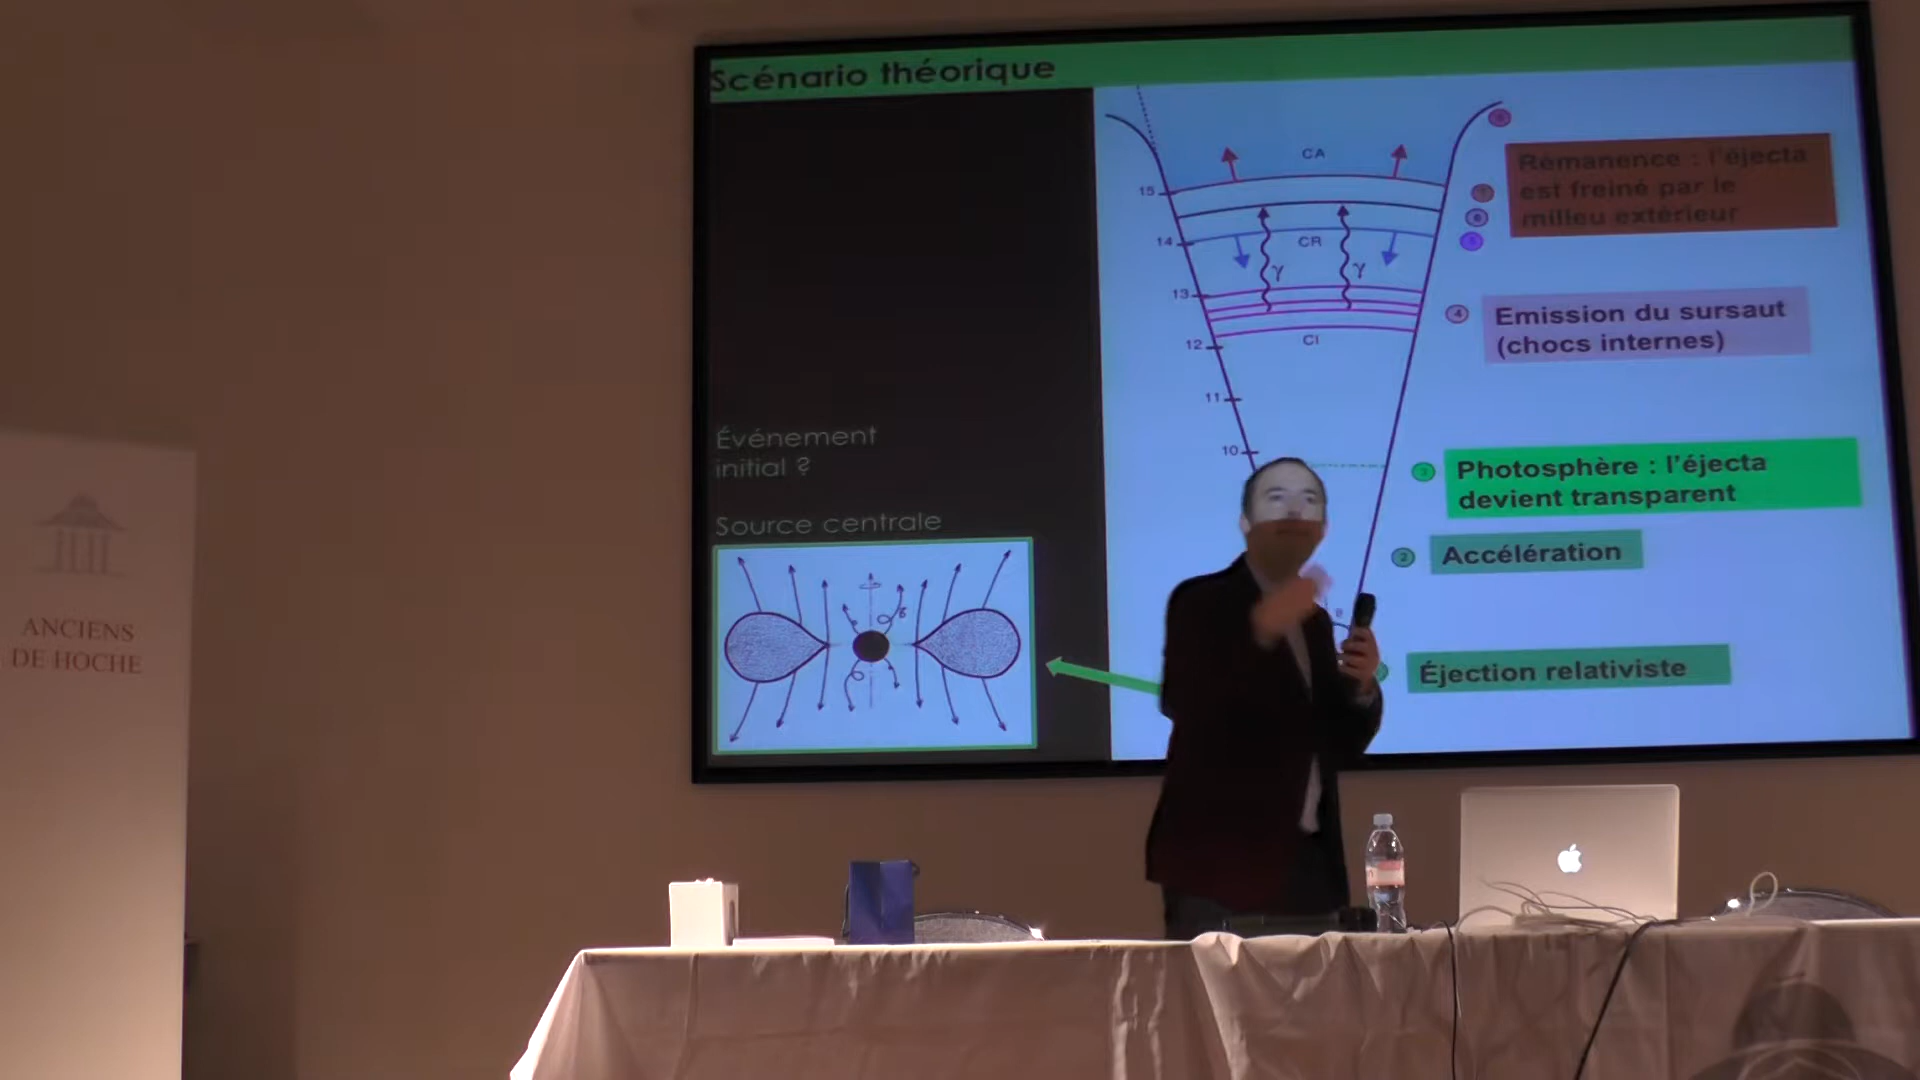 Scénario théorique
CA
15
14
CR
γ
γ
13
12
CI
11
10
Rémanence : l'éjecta
est freiné par le
milieu extérieur
4
Emission du sursaut
(chocs internes)
Photosphère : l'éjecta
devient transparent
2
Accélération
Éjection relativiste
Événement
initial ?
Source centrale
ANCIENS
DE HOCHE